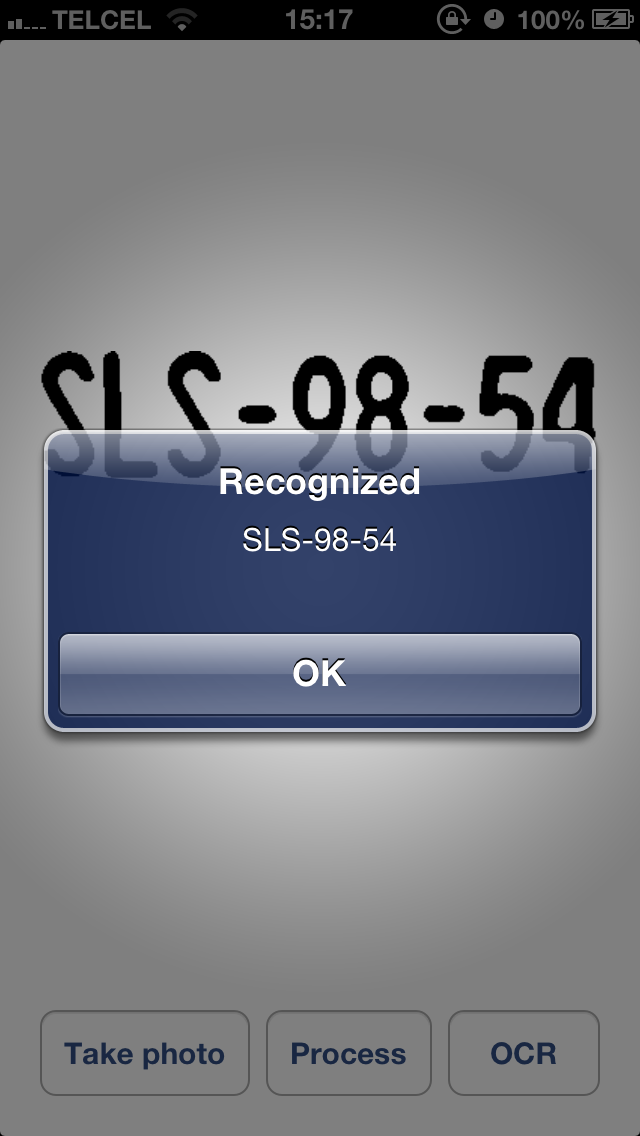 TELCEL 15:17 100%
SLS-98-54
Recognized
SLS-98-54
OK
Take photo Process OCR